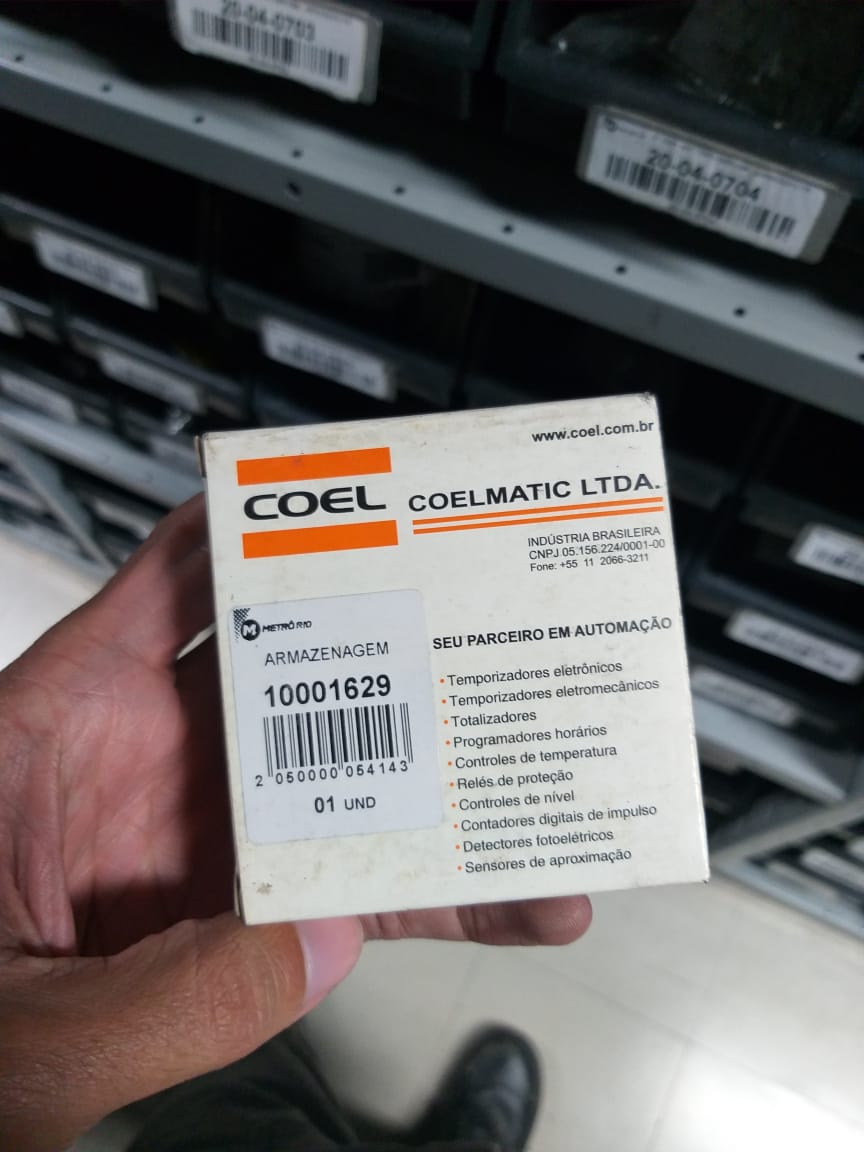 20-04-0703
20-04-0704
www.coel.com.br
COEL
COELMATIC LTDA.
INDÚSTRIA BRASILEIRA
CNPJ 05.156.224/0001-00
Fone: +55 11 2066-3211
METRÔ RIO
ARMAZENAGEM
10001629
2 050000 054143
01 UND
SEU PARCEIRO EM AUTOMAÇÃO
• Temporizadores eletrônicos
• Temporizadores eletromecânicos
• Totalizadores
• Programadores horários
• Controles de temperatura
• Relés de proteção
• Controles de nível
• Contadores digitais de impulso
• Detectores fotoelétricos
• Sensores de aproximação